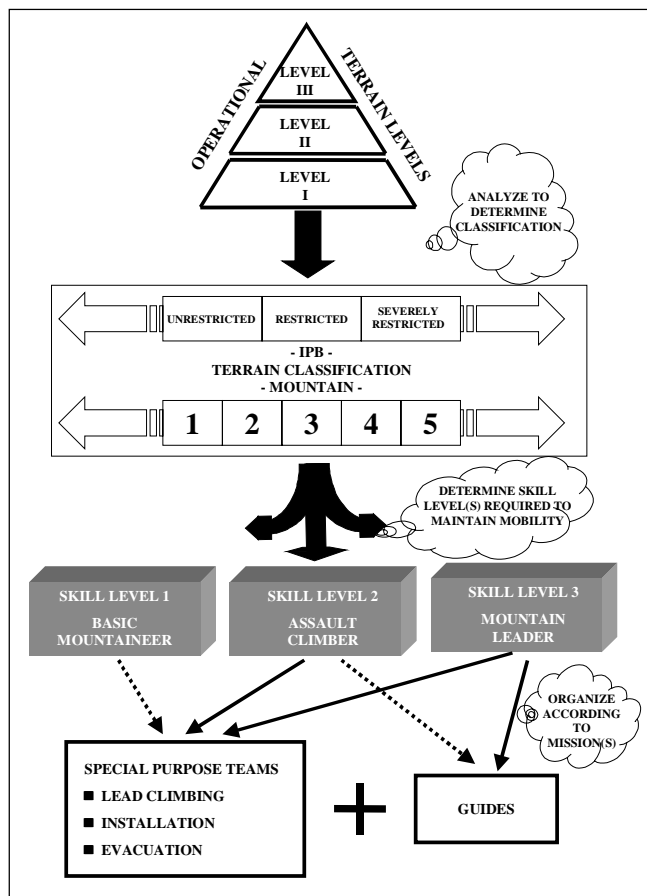 OPERATIONAL
TERRAIN LEVELS
LEVEL
III
LEVEL
II
LEVEL
I
ANALYZE TO
DETERMINE
CLASSIFICATION
UNRESTRICTED
RESTRICTED
SEVERELY
RESTRICTED
- IPB -
TERRAIN CLASSIFICATION
- MOUNTAIN -
1 2 3 4 5
DETERMINE SKILL
LEVEL(S) REQUIRED TO
MAINTAIN MOBILITY
SKILL LEVEL 1
BASIC
MOUNTAINEER
SKILL LEVEL 2
ASSAULT
CLIMBER
SKILL LEVEL 3
MOUNTAIN
LEADER
ORGANIZE
ACCORDING
TO
MISSION(S)
SPECIAL PURPOSE TEAMS
■ LEAD CLIMBING
■ INSTALLATION
■ EVACUATION
+
GUIDES